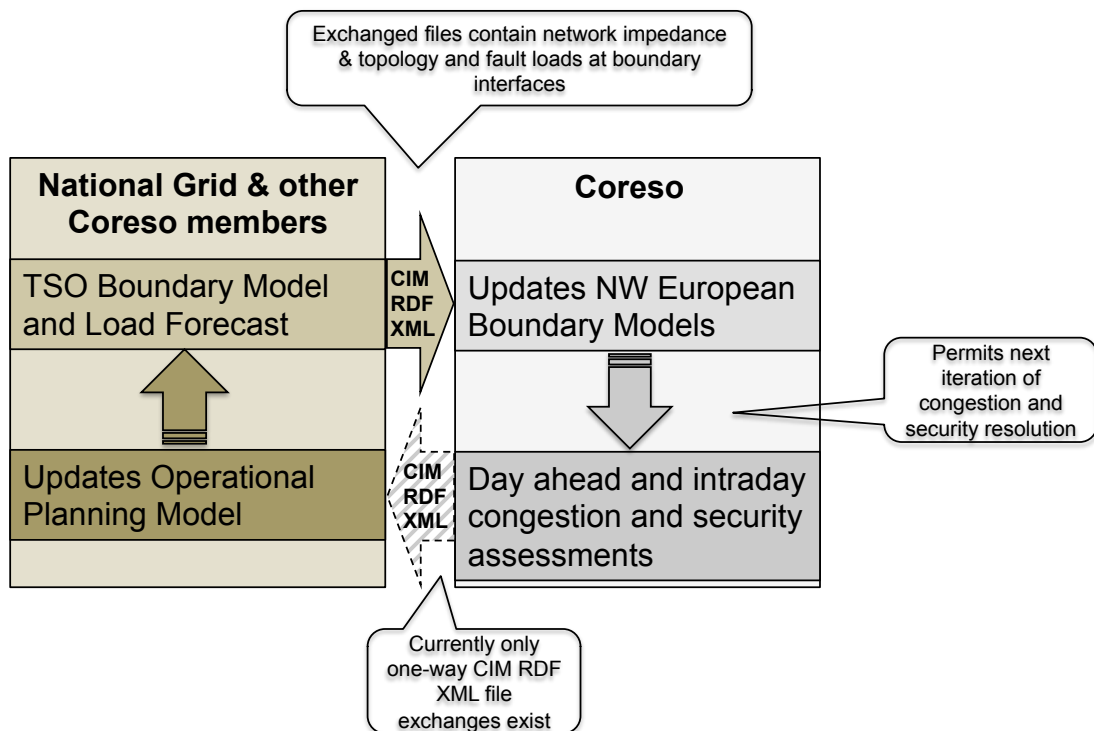 Exchanged files contain network impedance
& topology and fault loads at boundary
interfaces
National Grid & other
Coreso members
Coreso
TSO Boundary Model
and Load Forecast
CIM
RDF
XML
Updates NW European
Boundary Models
Permits next
iteration of
congestion and
security resolution
Updates Operational
Planning Model
CIM
RDF
XML
Day ahead and intraday
congestion and security
assessments
Currently only
one-way CIM RDF
XML file
exchanges exist